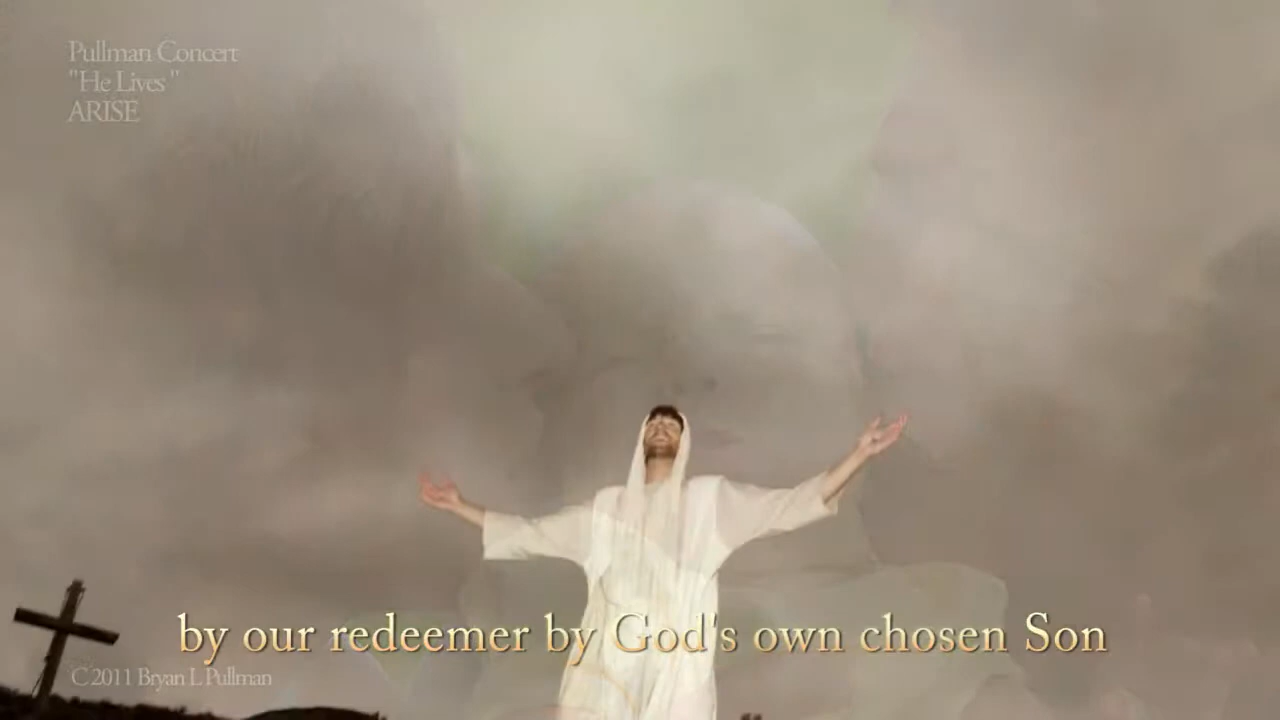 Pullman Concert
"He Lives"
ARISE
by our redeemer by God's own chosen Son
C2011 Bryan L Pullman